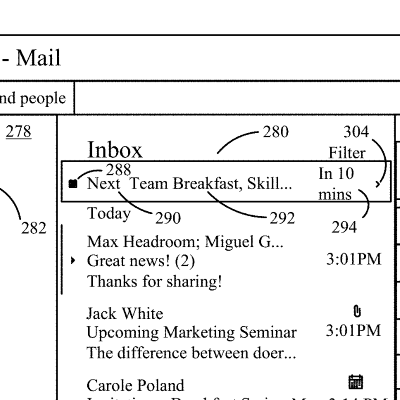 - Mail
nd people
278
280
304
Inbox
Filter
288
Next Team Breakfast, Skill...
In 10
mins
Today
290
292
294
282
Max Headroom; Miguel G...
Great news! (2)
3:01PM
Thanks for sharing!
Jack White
Upcoming Marketing Seminar
3:01PM
The difference between doer...
Carole Poland